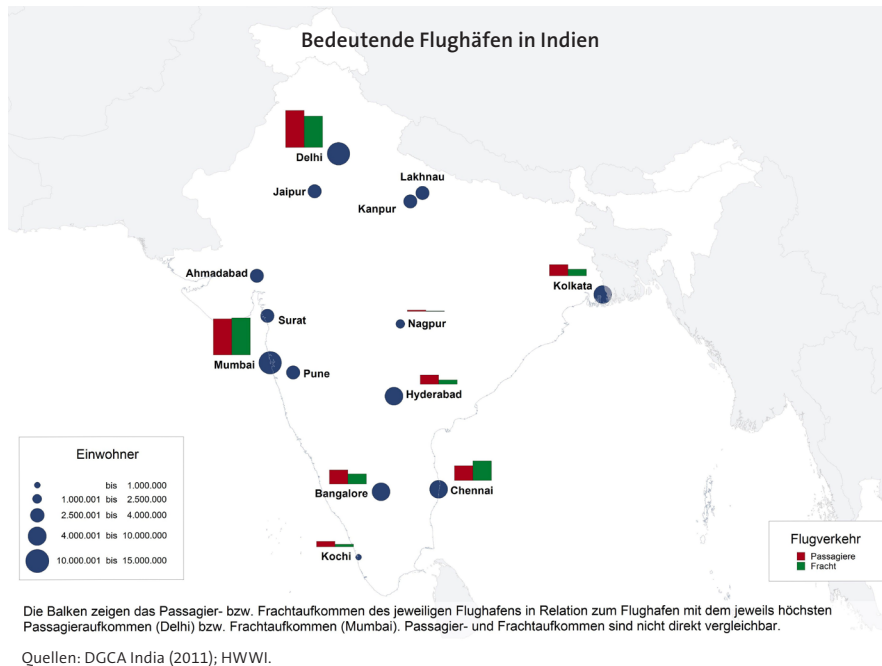 Bedeutende Flughäfen in Indien
Delhi
Lakhnau
Jaipur
Kanpur
Ahmadabad
Kolkata
Surat
Nagpur
Mumbai
Pune
Hyderabad
Bangalore
Chennai
Kochi
Einwohner
bis 1.000.000
1.000.001 bis 2.500.000
2.500.001 bis 4.000.000
4.000.001 bis 10.000.000
10.000.001 bis 15.000.000
Flugverkehr
Passagiere
Fracht
Die Balken zeigen das Passagier- bzw. Frachtaufkommen des jeweiligen Flughafens in Relation zum Flughafen mit dem jeweils höchsten
Passagieraufkommen (Delhi) bzw. Frachtaufkommen (Mumbai). Passagier- und Frachtaufkommen sind nicht direkt vergleichbar.
Quellen: DGCA India (2011); HWWI.